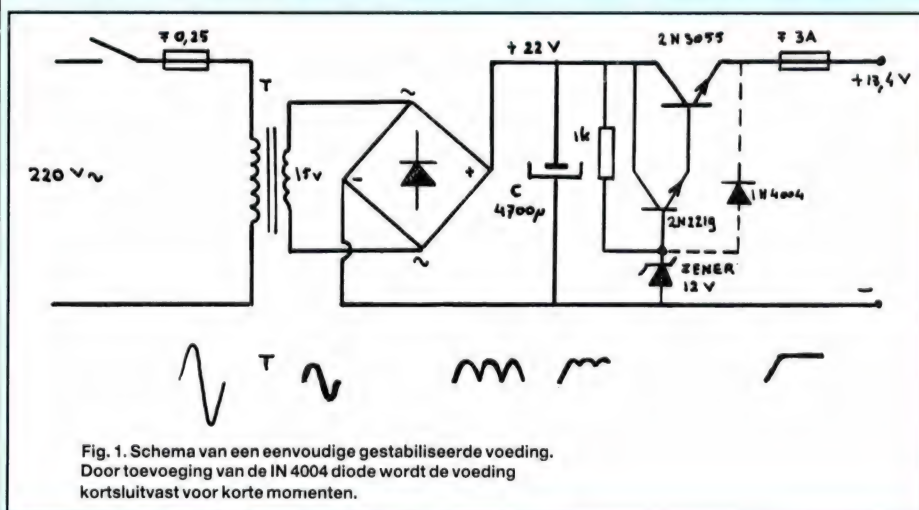 ⌀ 0,25
T
220 V ~
15v
~
-
+
~
+ 22 V
C
4700µ
1k
2N3055
2N2219
ZENER
12 V
1N4004
3A
+13,4 V
-
T
Fig. 1. Schema van een eenvoudige gestabiliseerde voeding.
Door toevoeging van de IN 4004 diode wordt de voeding
kortsluitvast voor korte momenten.